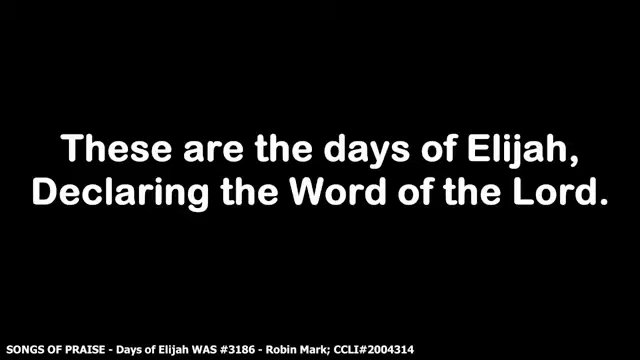 These are the days of Elijah,
Declaring the Word of the Lord.
SONGS OF PRAISE - Days of Elijah WAS #3186 - Robin Mark; CCLI#2004314